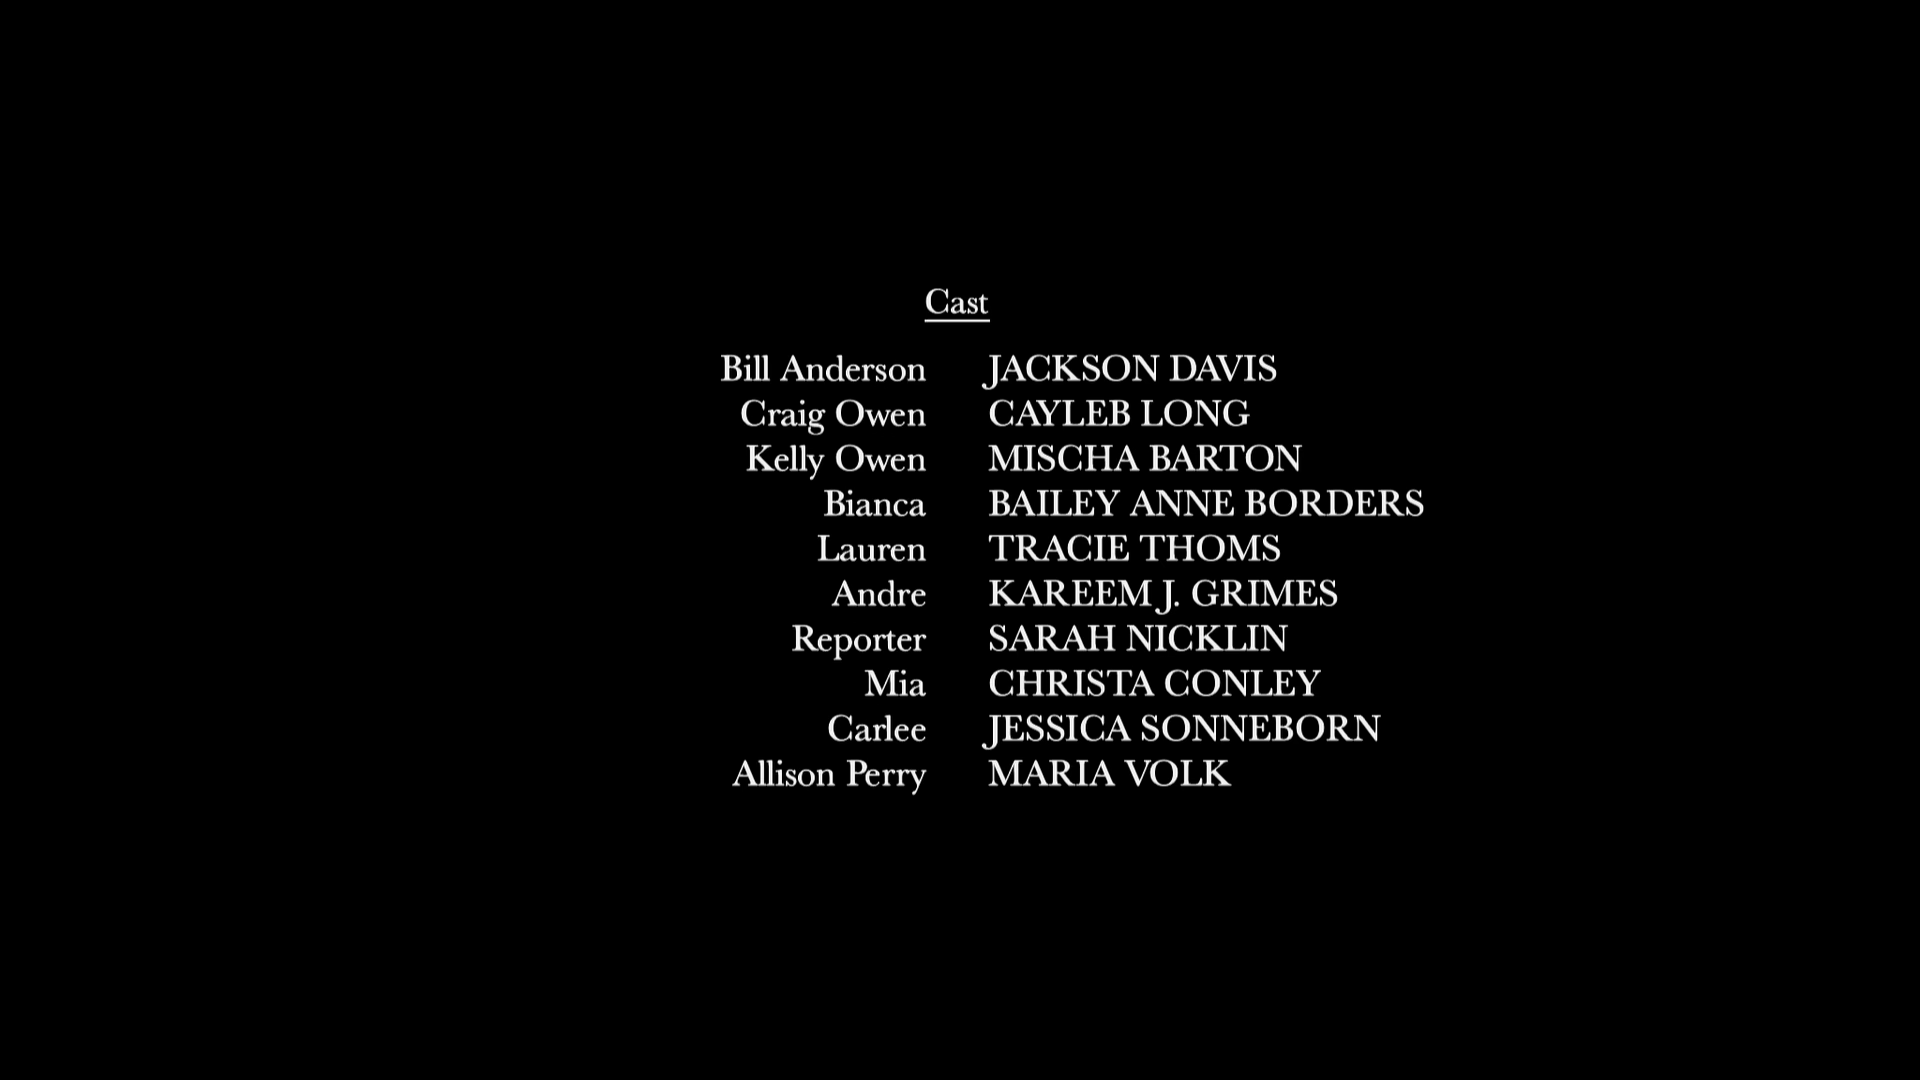 Cast
Bill Anderson JACKSON DAVIS
Craig Owen CAYLEB LONG
Kelly Owen MISCHA BARTON
Bianca BAILEY ANNE BORDERS
Lauren TRACIE THOMS
Andre KAREEM J. GRIMES
Reporter SARAH NICKLIN
Mia CHRISTA CONLEY
Carlee JESSICA SONNEBORN
Allison Perry MARIA VOLK